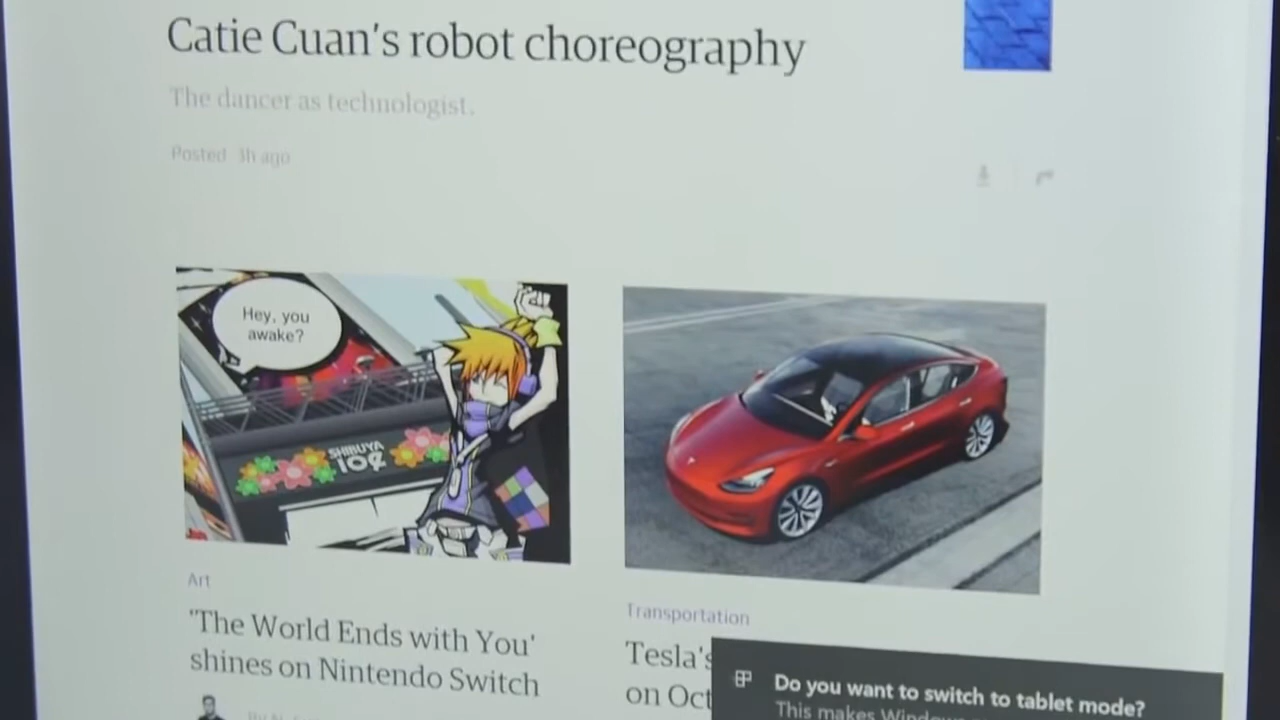 Catie Cuan's robot choreography
The dancer as technologist.
Posted 3h ago
Hey, you
awake?
SHIBUYA
10¢
Art
'The World Ends with You'
shines on Nintendo Switch
Transportation
Tesla's
on Oct
Do you want to switch to tablet mode?
This makes Windows